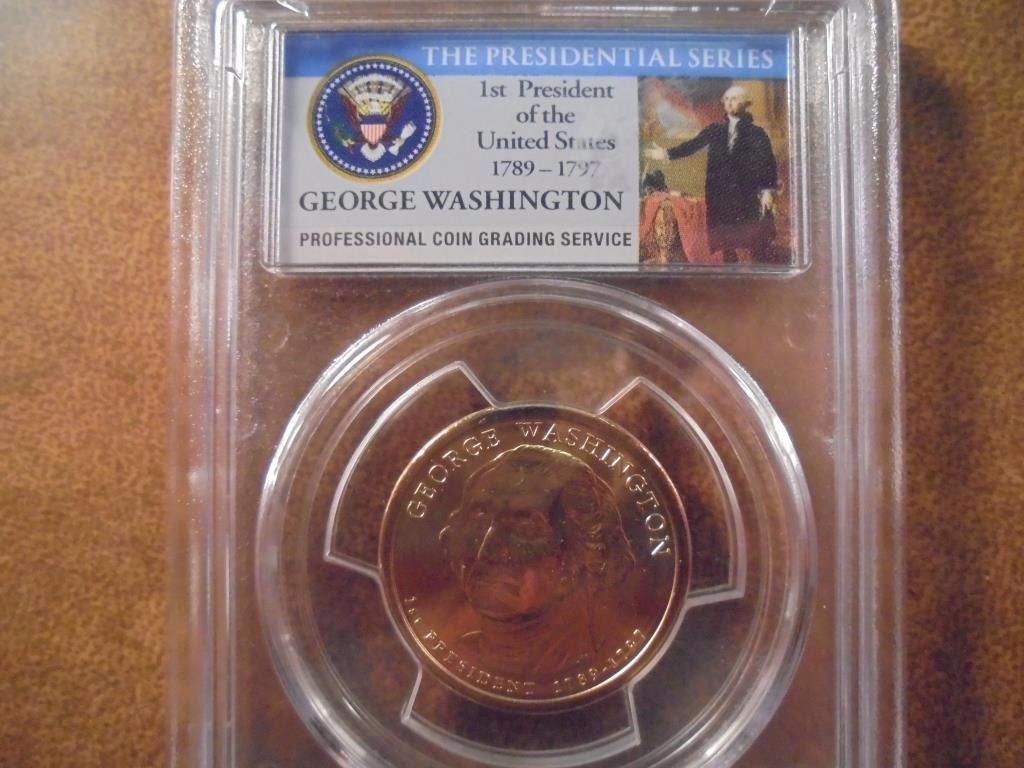 THE PRESIDENTIAL SERIES
1st President
of the
United States
1789 – 1797
GEORGE WASHINGTON
PROFESSIONAL COIN GRADING SERVICE
GEORGE WASHINGTON
1st PRESIDENT 1789-1797